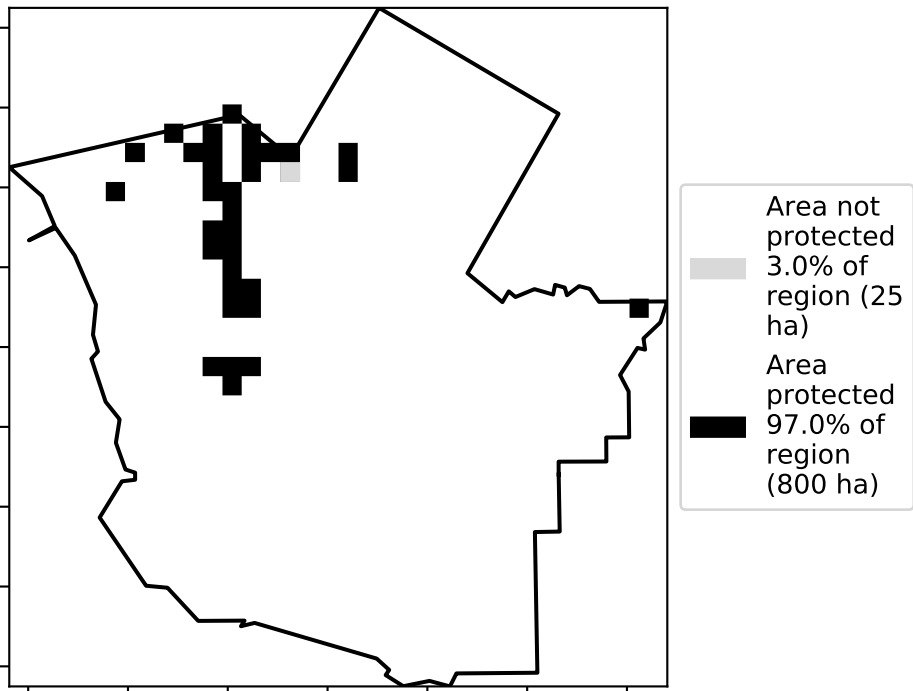 Area not
protected
3.0% of
region (25
ha)
Area
protected
97.0% of
region
(800 ha)